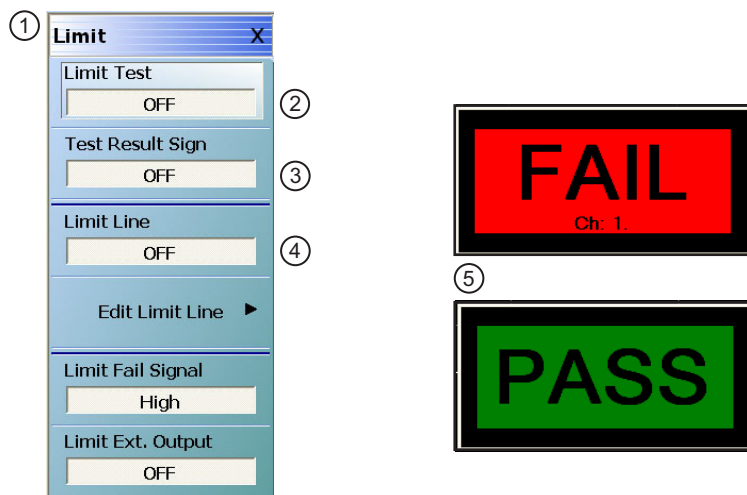 ①
Limit X
Limit Test
OFF
②
Test Result Sign
OFF
③
Limit Line
OFF
④
Edit Limit Line ►
Limit Fail Signal
High
Limit Ext. Output
OFF
FAIL
Ch: 1.
⑤
PASS